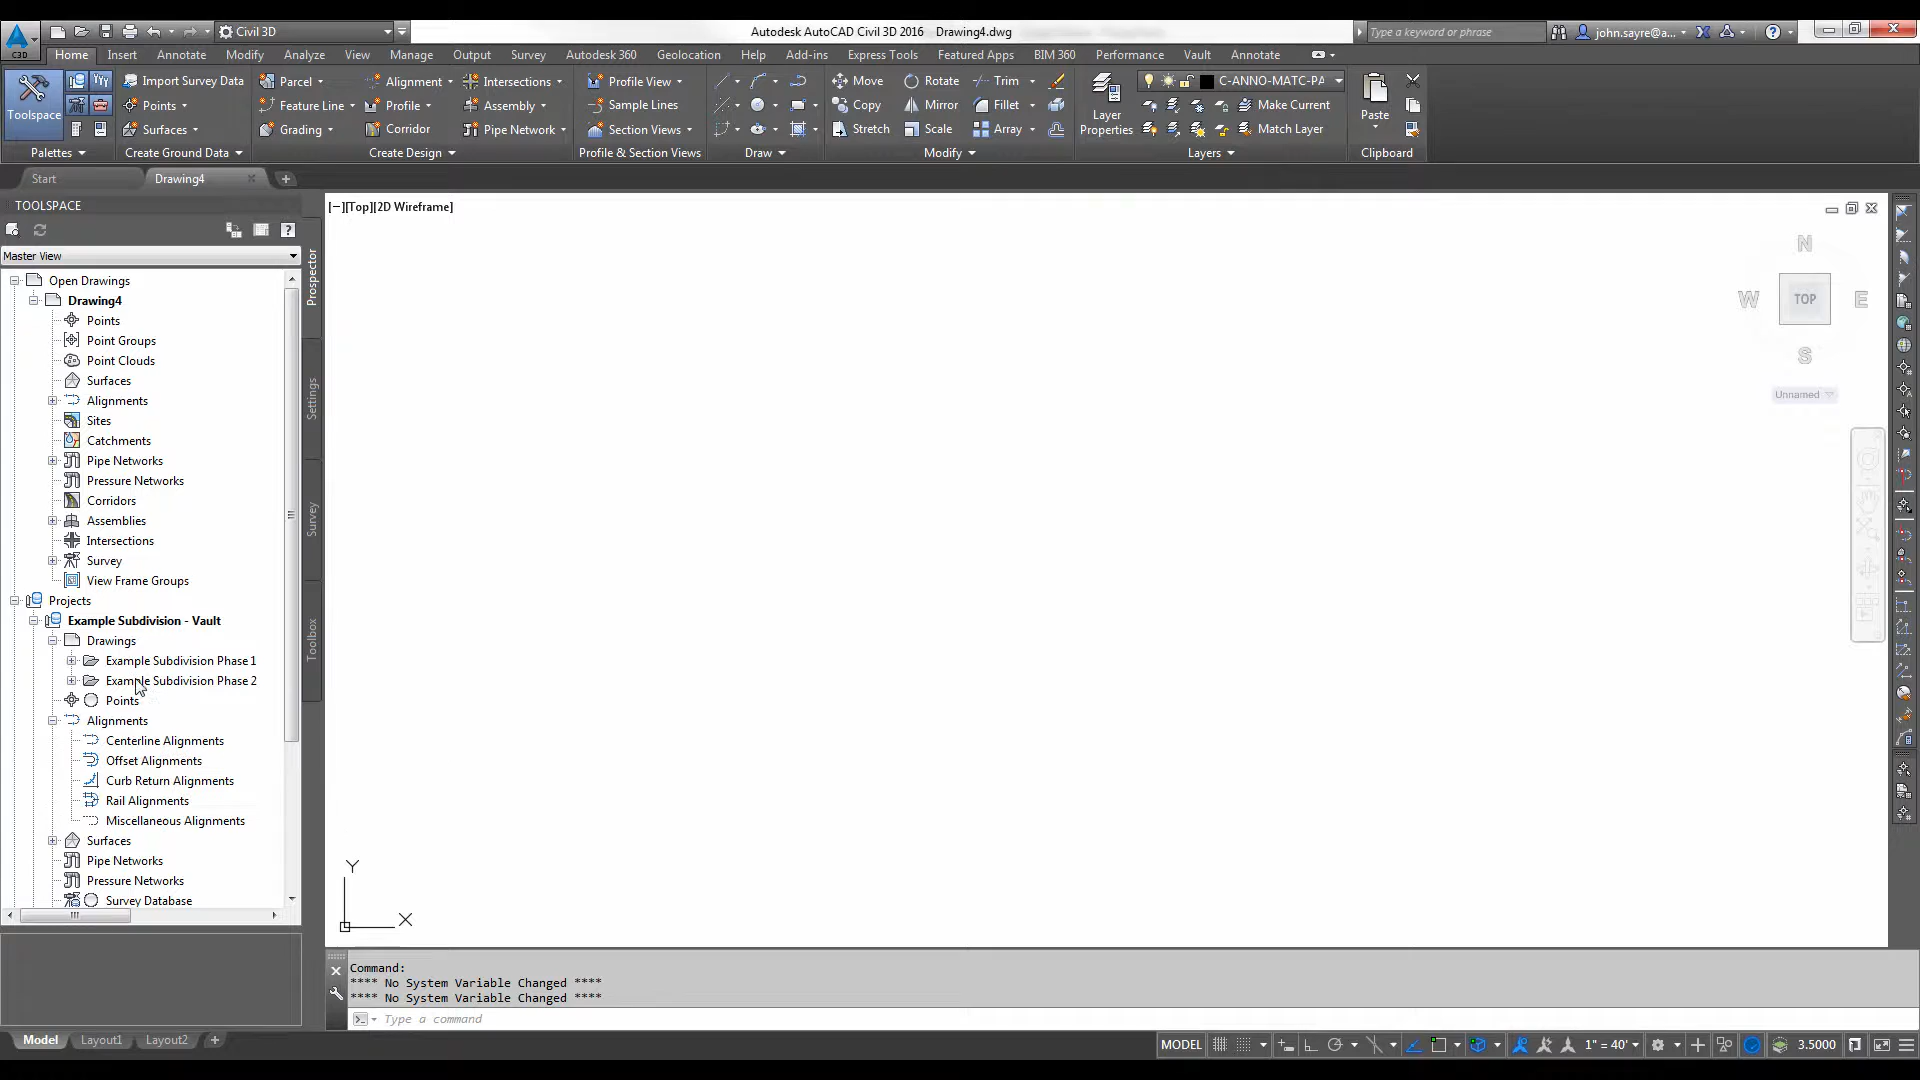 C3D Civil 3D Autodesk AutoCAD Civil 3D 2016 Drawing4.dwg Type a keyword or phrase john.sayre@a...
Home Insert Annotate Modify Analyze View Manage Output Survey Autodesk 360 Geolocation Help Add-ins Express Tools Featured Apps BIM 360 Performance Vault Annotate
Import Survey Data Parcel Alignment Intersections Profile View Move Rotate Trim C-ANNO-MATC-PA
Toolspace Points Feature Line Profile Assembly Sample Lines Copy Mirror Fillet Layer Properties Make Current Paste
Surfaces Grading Corridor Pipe Network Section Views Stretch Scale Array Match Layer
Palettes Create Ground Data Create Design Profile & Section Views Draw Modify Layers Clipboard
Start Drawing4
TOOLSPACE
[−][Top][2D Wireframe]
Master View
Open Drawings
Drawing4
Points
Point Groups
Point Clouds
Surfaces
Alignments
Sites
Catchments
Pipe Networks
Pressure Networks
Corridors
Assemblies
Intersections
Survey
View Frame Groups
Projects
Example Subdivision - Vault
Drawings
Example Subdivision Phase 1
Example Subdivision Phase 2
Points
Alignments
Centerline Alignments
Offset Alignments
Curb Return Alignments
Rail Alignments
Miscellaneous Alignments
Surfaces
Pipe Networks
Pressure Networks
Survey Database
Prospector
Settings
Survey
Toolbox
N
W TOP E
S
Unnamed
Y
X
Command:
**** No System Variable Changed ****
**** No System Variable Changed ****
Type a command
Model Layout1 Layout2 +
MODEL 1" = 40' 3.5000